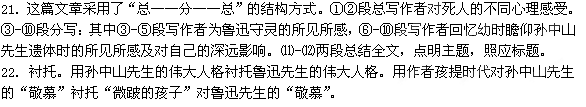 21. 这篇文章采用了“总一一分一一总”的结构方式。①②段总写作者对死人的不同心理感受。
③-⑩段分写：其中③-⑤段写作者为鲁迅守灵的所见所感，⑥-⑩段写作者回忆幼时瞻仰孙中
山先生遗体时的所见所感及对自己的深远影响。⑾-⑿两段总结全文，点明主题，照应标题。
22. 衬托。用孙中山先生的伟大人格衬托鲁迅先生的伟大人格。用作者孩提时代对孙中山先
生的“敬慕”衬托“微跛的孩子”对鲁迅先生的“敬慕”。